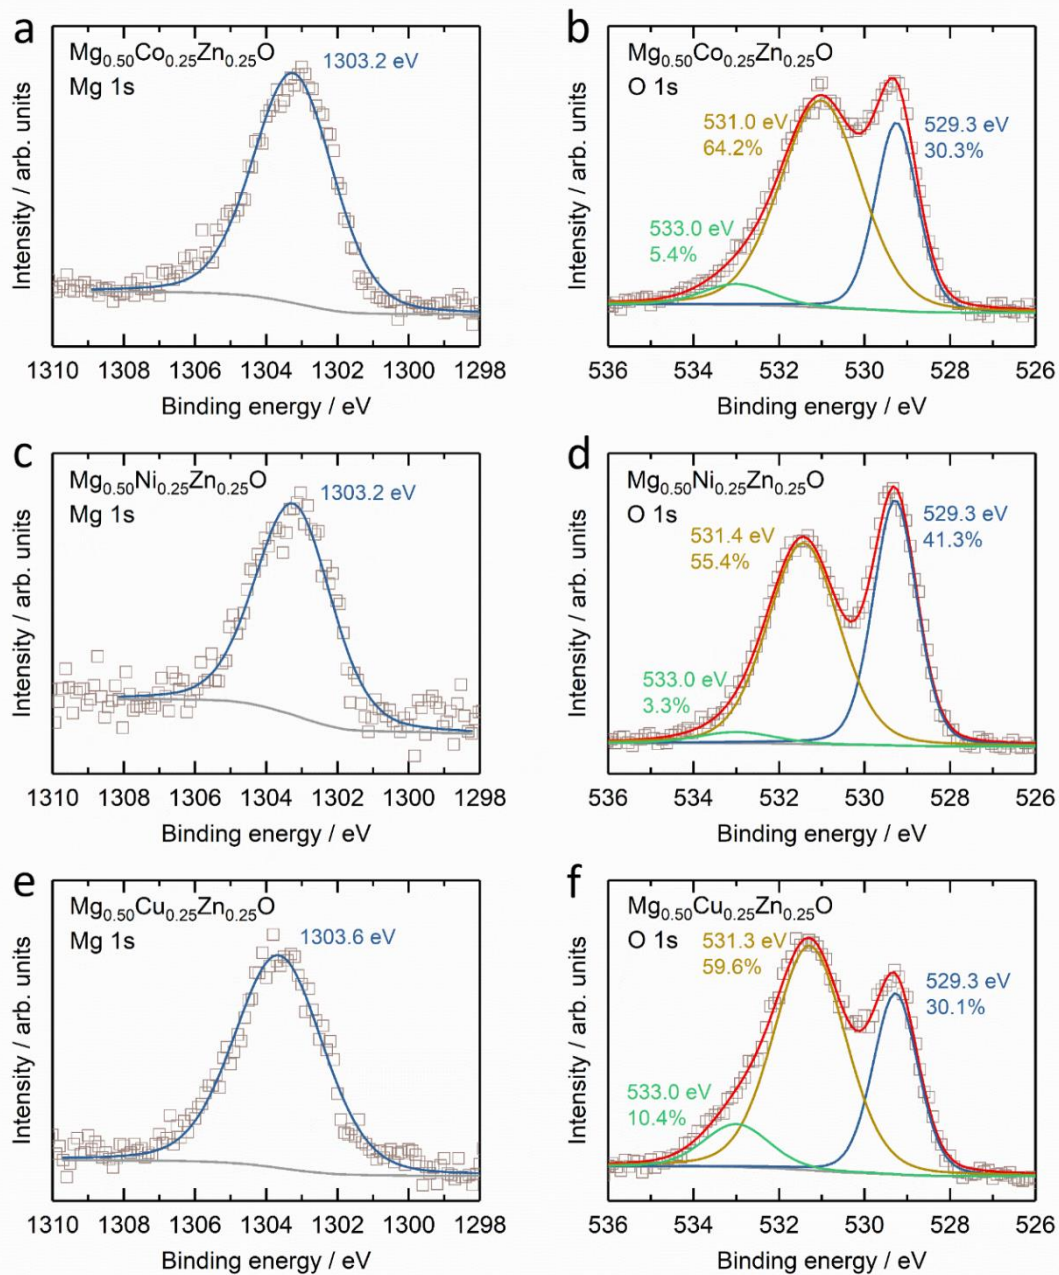 a
Mg0.50Co0.25Zn0.25O
Mg 1s
1303.2 eV
Intensity / arb. units
1310 1308 1306 1304 1302 1300 1298
Binding energy / eV
b
Mg0.50Co0.25Zn0.25O
O 1s
531.0 eV
64.2%
529.3 eV
30.3%
533.0 eV
5.4%
Intensity / arb. units
536 534 532 530 528 526
Binding energy / eV
c
Mg0.50Ni0.25Zn0.25O
Mg 1s
1303.2 eV
Intensity / arb. units
1310 1308 1306 1304 1302 1300 1298
Binding energy / eV
d
Mg0.50Ni0.25Zn0.25O
O 1s
531.4 eV
55.4%
529.3 eV
41.3%
533.0 eV
3.3%
Intensity / arb. units
536 534 532 530 528 526
Binding energy / eV
e
Mg0.50Cu0.25Zn0.25O
Mg 1s
1303.6 eV
Intensity / arb. units
1310 1308 1306 1304 1302 1300 1298
Binding energy / eV
f
Mg0.50Cu0.25Zn0.25O
O 1s
531.3 eV
59.6%
529.3 eV
30.1%
533.0 eV
10.4%
Intensity / arb. units
536 534 532 530 528 526
Binding energy / eV